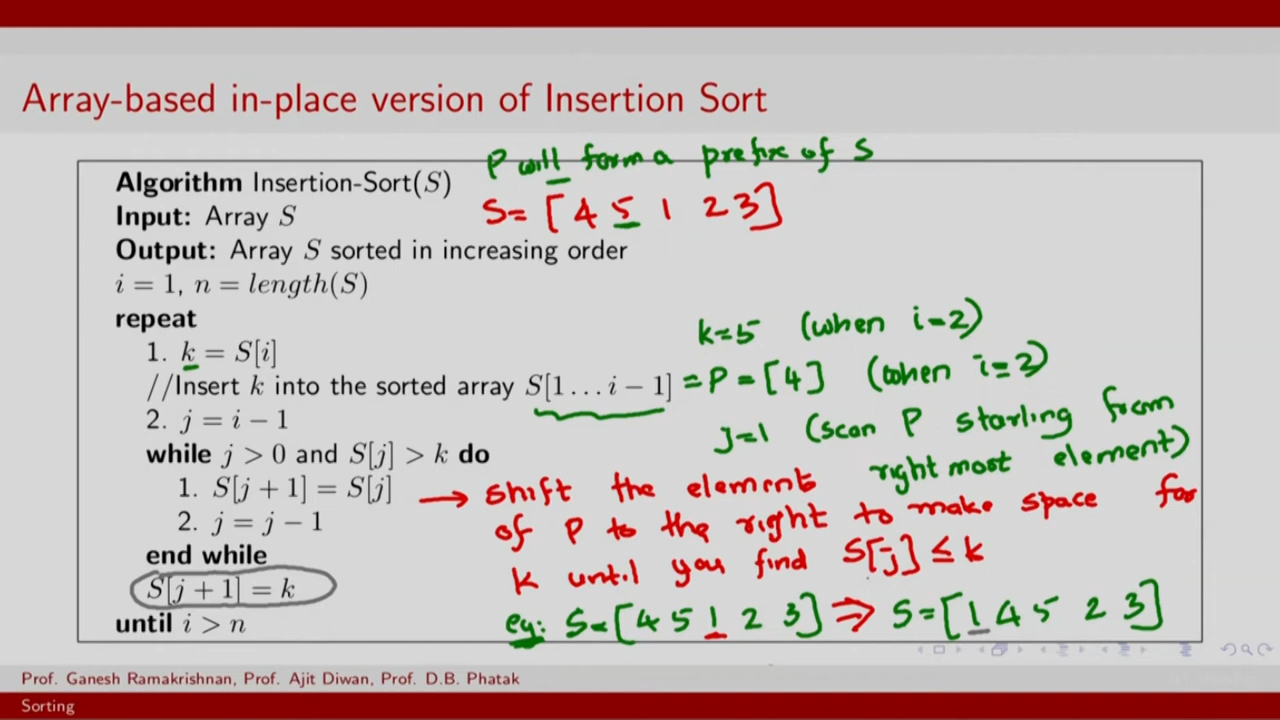 Array-based in-place version of Insertion Sort
P will form a prefix of S
Algorithm Insertion-Sort(S)
S= [4 5 1 2 3]
Input: Array S
Output: Array S sorted in increasing order
i = 1, n = length(S)
repeat
k=5 (when i=2)
1. k = S[i]
//Insert k into the sorted array S[1...i − 1] = P = [4] (when i=2)
2. j = i − 1
J=1 (scan P starting from
right most element)
while j > 0 and S[j] > k do
1. S[j + 1] = S[j] → shift the elements
of P to the right to make space for
2. j = j − 1
k until you find S[j] ≤ k
end while
S[j + 1] = k
eg: S=[4 5 1 2 3] ⇒ S=[1 4 5 2 3]
until i > n
Prof. Ganesh Ramakrishnan, Prof. Ajit Diwan, Prof. D.B. Phatak
Sorting